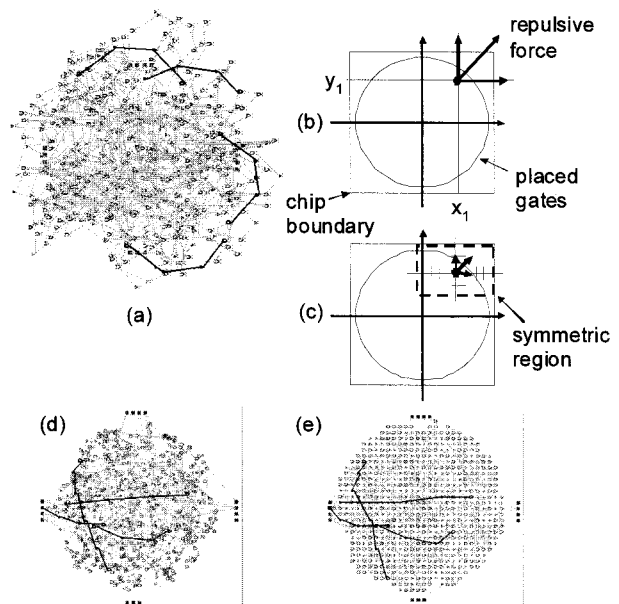 repulsive
force
y1
(b)
placed
gates
chip
boundary
x1
(a)
(c)
symmetric
region
(d)
(e)